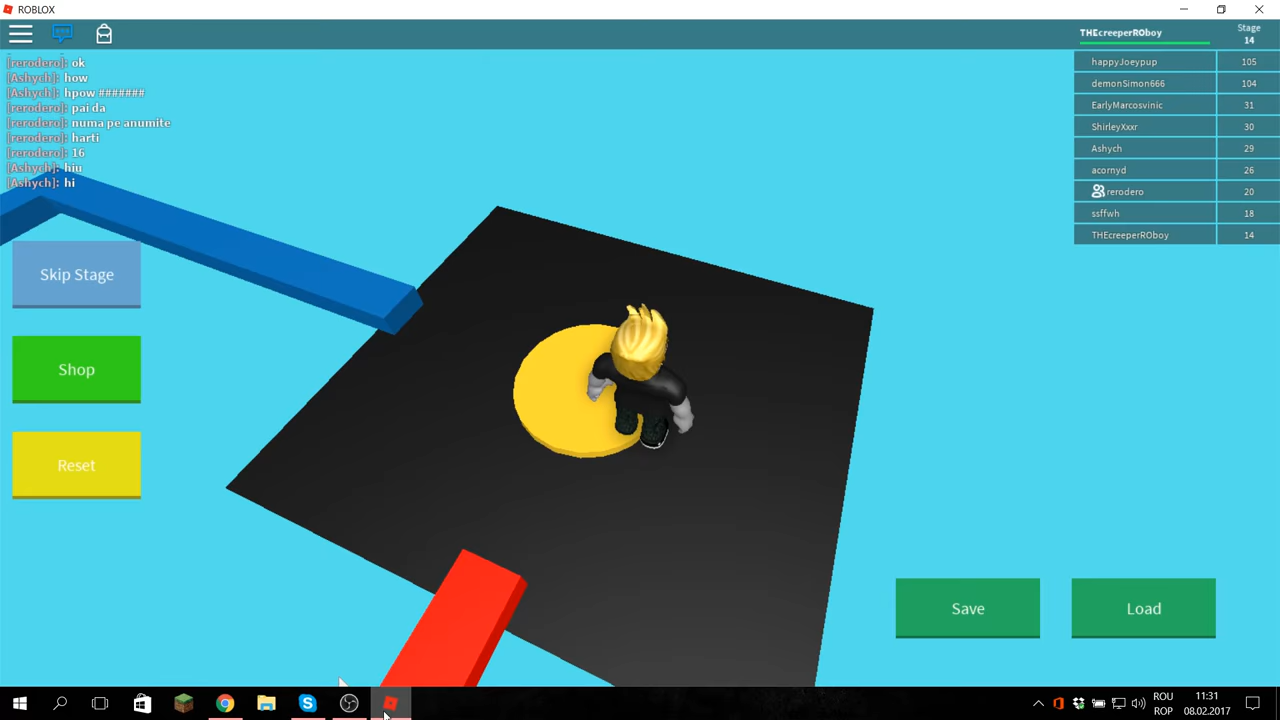 ROBLOX
THEcreeperROboy
Stage
14
[rerodero]: ok
[Ashych]: how
[Ashych]: hpow #######
[rerodero]: pai da
[rerodero]: numa pe anumite
[rerodero]: harti
[rerodero]: 16
[Ashych]: hiu
[Ashych]: hi
happyJoeypup 105
demonSimon666 104
EarlyMarcosvinic 31
ShirleyXxxr 30
Ashych 29
acornyd 26
rerodero 20
ssffwh 18
THEcreeperROboy 14
Skip Stage
Shop
Reset
Save
Load
ROU
ROP
11:31
08.02.2017